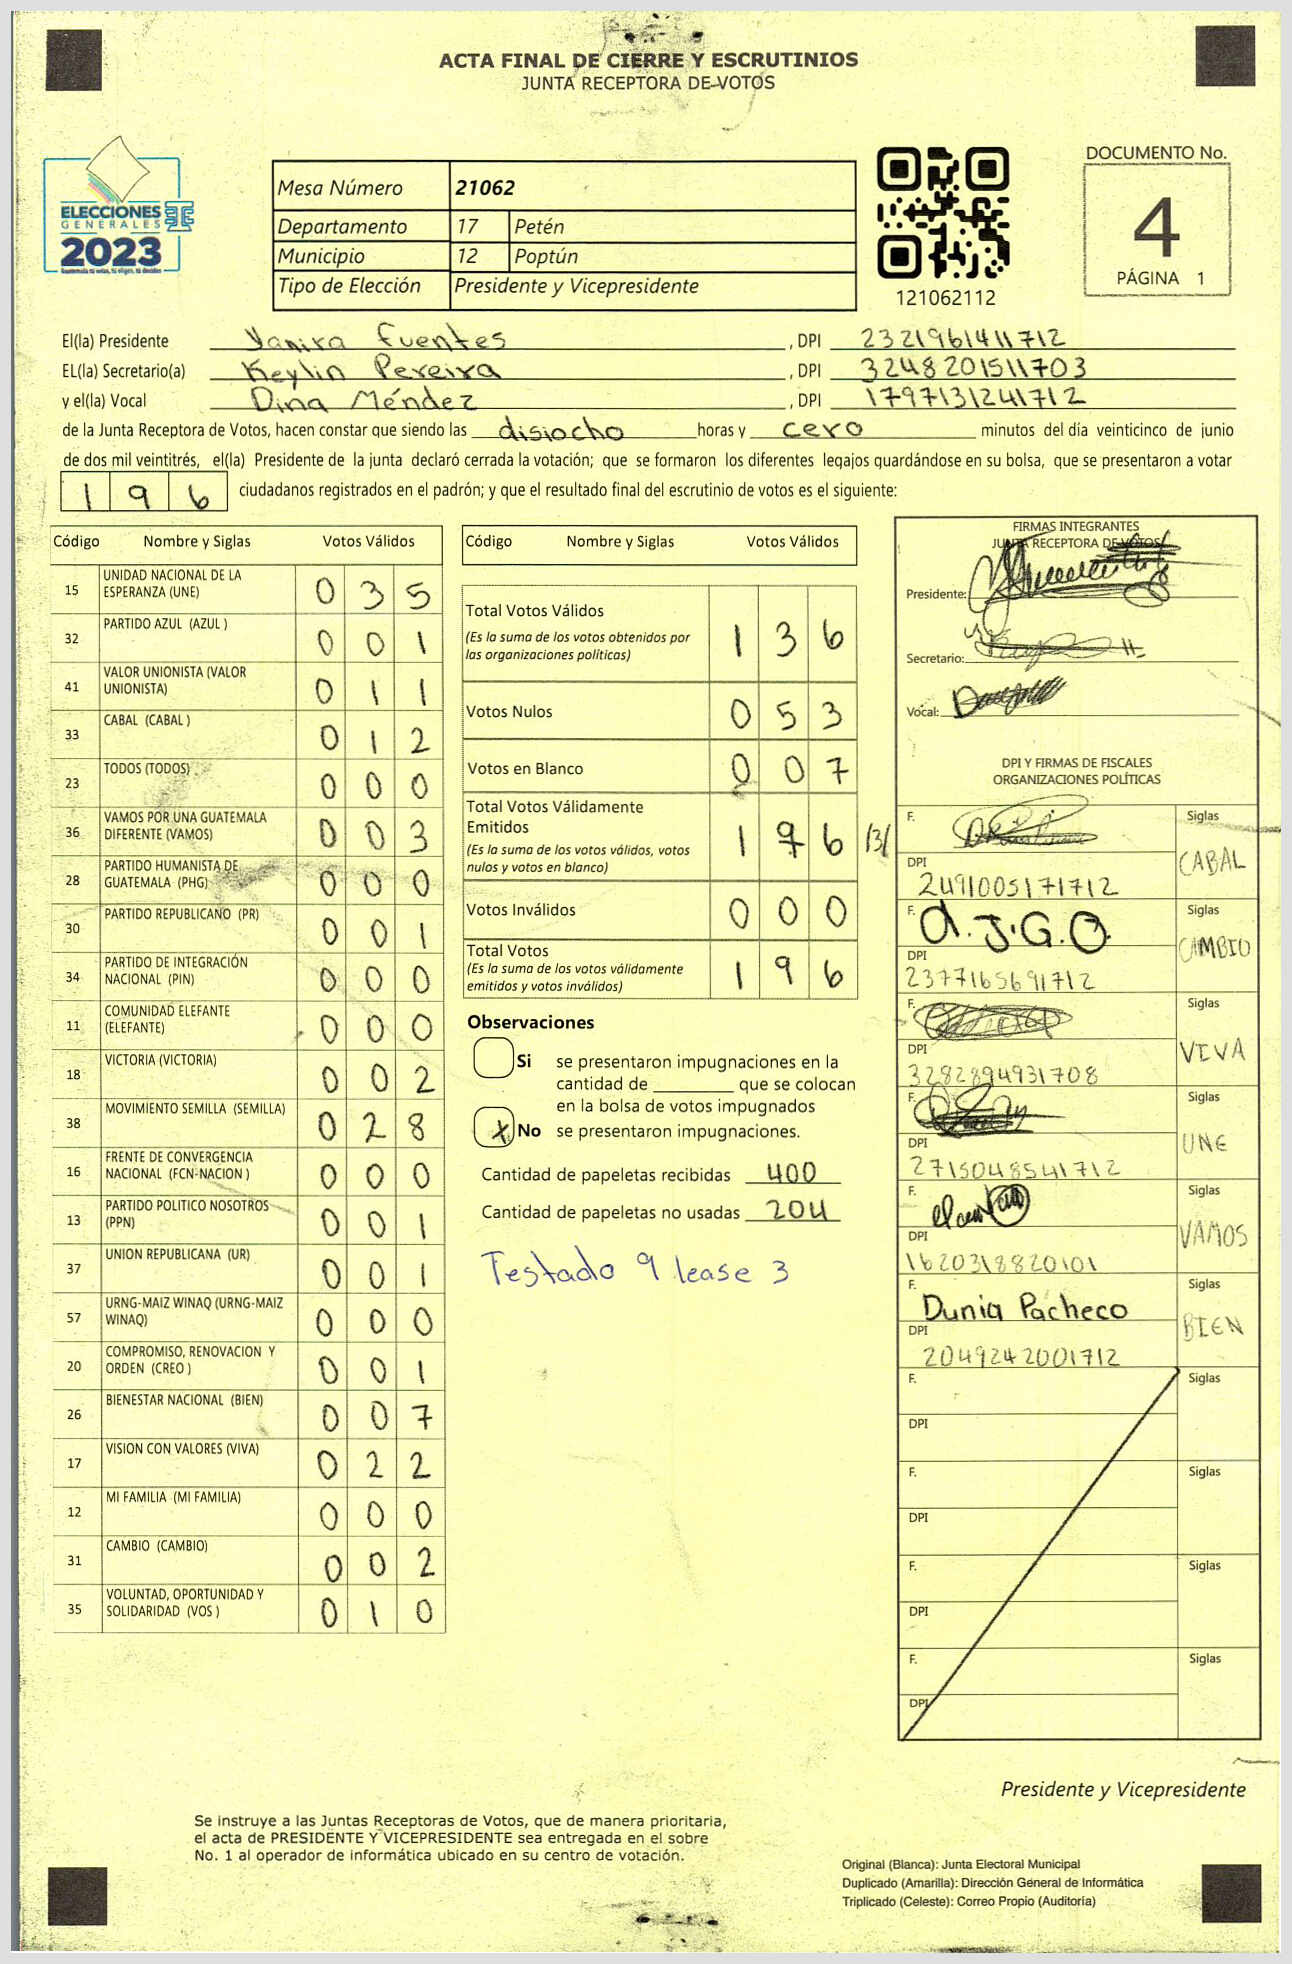 ACTA FINAL DE CIERRE Y ESCRUTINIOS
JUNTA RECEPTORA DE VOTOS
ELECCIONES
GENERALES
2023
Guatemala tú votas, tú eliges, tú decides
Mesa Número 21062
Departamento 17 Petén
Municipio 12 Poptún
Tipo de Elección Presidente y Vicepresidente
121062112
DOCUMENTO No.
4
PÁGINA 1
El(la) Presidente Yanira Fuentes , DPI 2321961411712
EL(la) Secretario(a) Keylin Pereira , DPI 3248201511703
y el(la) Vocal Dina Méndez , DPI 1797131241712
de la Junta Receptora de Votos, hacen constar que siendo las disiocho horas y cero minutos del día veinticinco de junio
de dos mil veintitrés, el(la) Presidente de la junta declaró cerrada la votación; que se formaron los diferentes legajos guardándose en su bolsa, que se presentaron a votar
196 ciudadanos registrados en el padrón; y que el resultado final del escrutinio de votos es el siguiente:
Código Nombre y Siglas Votos Válidos
15 UNIDAD NACIONAL DE LA ESPERANZA (UNE) 0 3 5
32 PARTIDO AZUL (AZUL ) 0 0 1
41 VALOR UNIONISTA (VALOR UNIONISTA) 0 1 1
33 CABAL (CABAL ) 0 1 2
23 TODOS (TODOS) 0 0 0
36 VAMOS POR UNA GUATEMALA DIFERENTE (VAMOS) 0 0 3
28 PARTIDO HUMANISTA DE GUATEMALA (PHG) 0 0 0
30 PARTIDO REPUBLICANO (PR) 0 0 1
34 PARTIDO DE INTEGRACIÓN NACIONAL (PIN) 0 0 0
11 COMUNIDAD ELEFANTE (ELEFANTE) 0 0 0
18 VICTORIA (VICTORIA) 0 0 2
38 MOVIMIENTO SEMILLA (SEMILLA) 0 2 8
16 FRENTE DE CONVERGENCIA NACIONAL (FCN-NACION ) 0 0 0
13 PARTIDO POLITICO NOSOTROS (PPN) 0 0 1
37 UNION REPUBLICANA (UR) 0 0 1
57 URNG-MAIZ WINAQ (URNG-MAIZ WINAQ) 0 0 0
20 COMPROMISO, RENOVACION Y ORDEN (CREO ) 0 0 1
26 BIENESTAR NACIONAL (BIEN) 0 0 7
17 VISION CON VALORES (VIVA) 0 2 2
12 MI FAMILIA (MI FAMILIA) 0 0 0
31 CAMBIO (CAMBIO) 0 0 2
35 VOLUNTAD, OPORTUNIDAD Y SOLIDARIDAD (VOS ) 0 1 0
Código Nombre y Siglas Votos Válidos
Total Votos Válidos 1 3 6
(Es la suma de los votos obtenidos por
las organizaciones políticas)
Votos Nulos 0 5 3
Votos en Blanco 0 0 7
Total Votos Válidamente
Emitidos 1 9 6 /3/
(Es la suma de los votos válidos, votos
nulos y votos en blanco)
Votos Inválidos 0 0 0
Total Votos 1 9 6
(Es la suma de los votos válidamente
emitidos y votos inválidos)
Observaciones
Si se presentaron impugnaciones en la
cantidad de ________ que se colocan
en la bolsa de votos impugnados
X No se presentaron impugnaciones.
Cantidad de papeletas recibidas 400
Cantidad de papeletas no usadas 204
Testado 9 lease 3
FIRMAS INTEGRANTES
JUNTA RECEPTORA DE VOTOS
Presidente:
Secretario:
Vocal:
DPI Y FIRMAS DE FISCALES
ORGANIZACIONES POLÍTICAS
F. Siglas
CABAL
DPI
2491005171712
F. A.J.G.O. Siglas
CAMBIO
DPI
2377165691712
F. Siglas
VIVA
DPI
3282894931708
F. Siglas
UNE
DPI
2715048541712
F. Siglas
VAMOS
DPI
1620318820101
F. Dunia Pacheco Siglas
BIEN
DPI
2049242001712
F. Siglas
DPI
F. Siglas
DPI
F. Siglas
DPI
F. Siglas
DPI
Presidente y Vicepresidente
Se instruye a las Juntas Receptoras de Votos, que de manera prioritaria,
el acta de PRESIDENTE Y VICEPRESIDENTE sea entregada en el sobre
No. 1 al operador de informática ubicado en su centro de votación.
Original (Blanca): Junta Electoral Municipal
Duplicado (Amarilla): Dirección General de Informática
Triplicado (Celeste): Correo Propio (Auditoría)